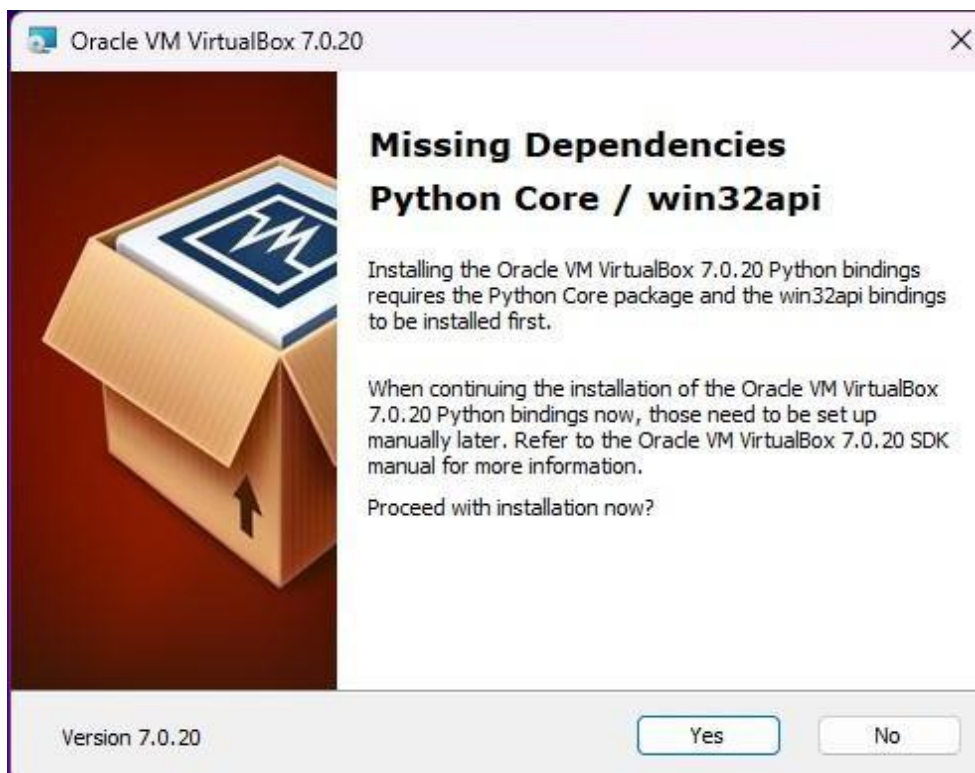 Oracle VM VirtualBox 7.0.20
Missing Dependencies
Python Core / win32api
Installing the Oracle VM VirtualBox 7.0.20 Python bindings
requires the Python Core package and the win32api bindings
to be installed first.
When continuing the installation of the Oracle VM VirtualBox
7.0.20 Python bindings now, those need to be set up
manually later. Refer to the Oracle VM VirtualBox 7.0.20 SDK
manual for more information.
Proceed with installation now?
Version 7.0.20
Yes
No